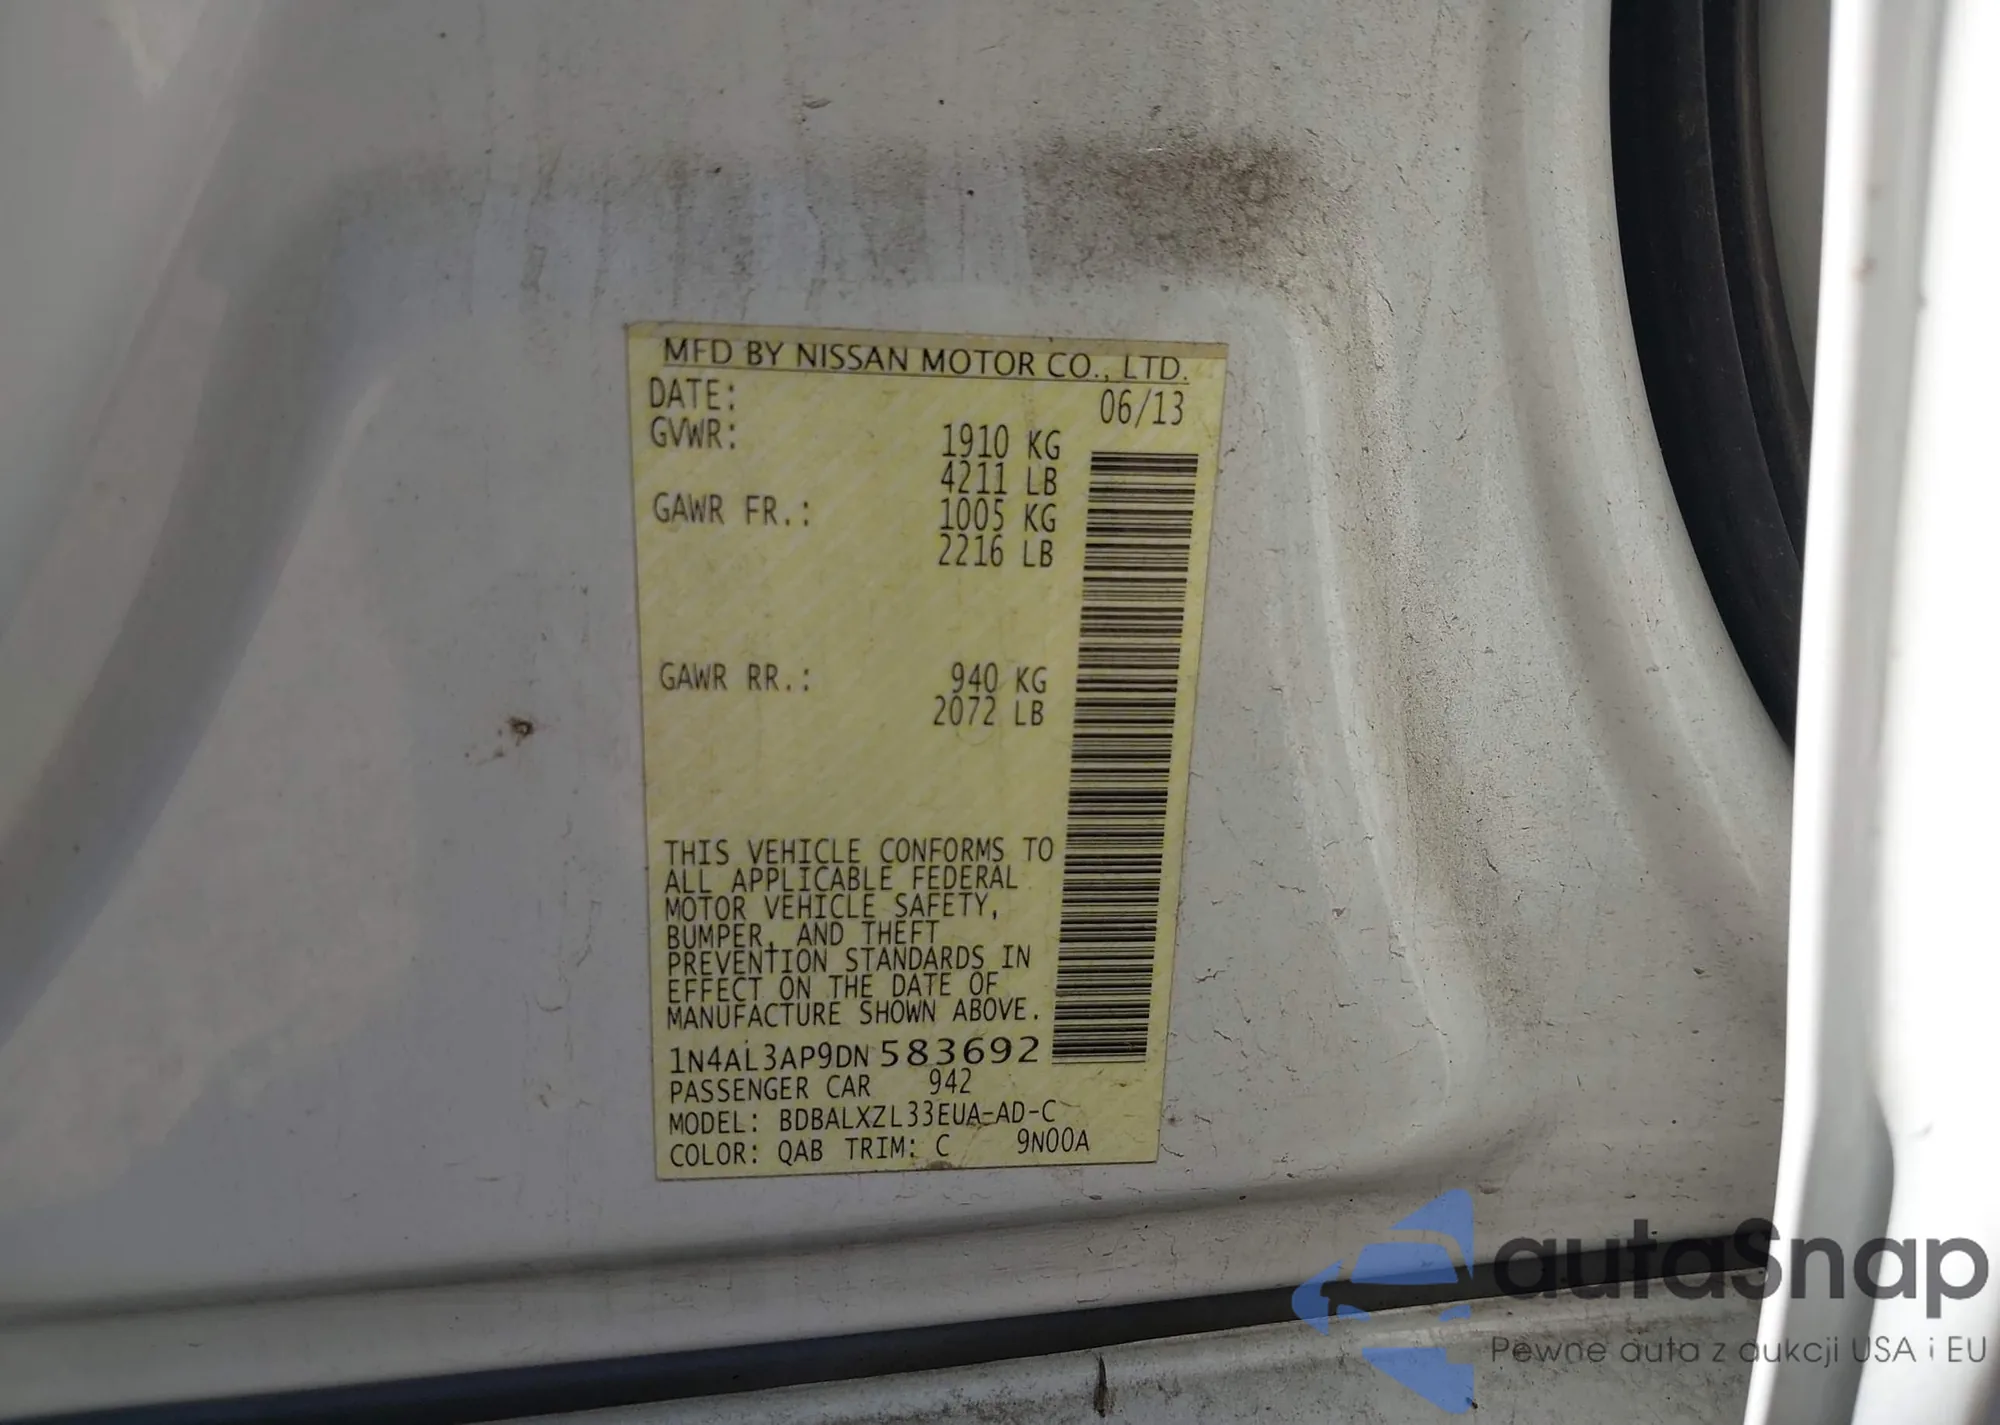 MFD BY NISSAN MOTOR CO., LTD.
DATE: 06/13
GVWR: 1910 KG
4211 LB
GAWR FR.: 1005 KG
2216 LB
GAWR RR.: 940 KG
2072 LB
THIS VEHICLE CONFORMS TO
ALL APPLICABLE FEDERAL
MOTOR VEHICLE SAFETY,
BUMPER, AND THEFT
PREVENTION STANDARDS IN
EFFECT ON THE DATE OF
MANUFACTURE SHOWN ABOVE.
1N4AL3AP9DN 583692
PASSENGER CAR 942
MODEL: BDBALXZL33EUA-AD-C
COLOR: QAB TRIM: C 9N00A
autaSnap
Pewne auta z aukcji USA i EU